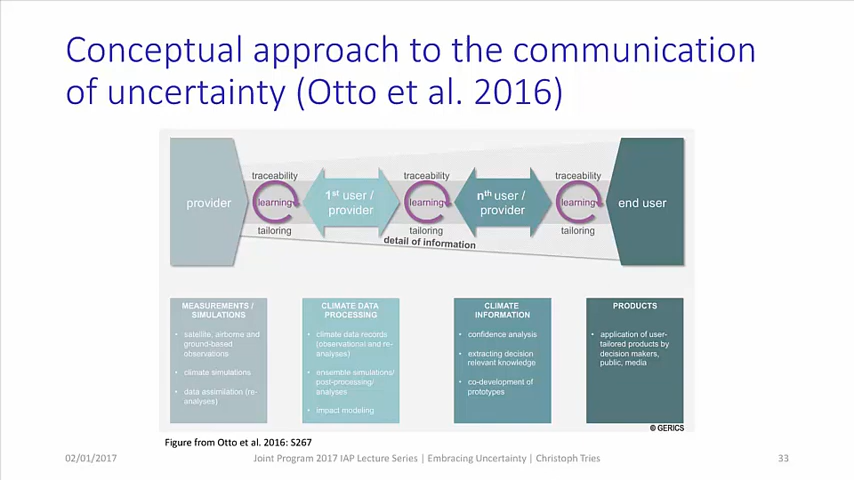 Conceptual approach to the communication
of uncertainty (Otto et al. 2016)
traceability
traceability
traceability
provider
learning
1st user /
provider
learning
nth user /
provider
learning
end user
tailoring
tailoring
tailoring
detail of information
MEASUREMENTS /
SIMULATIONS
• satellite, airborne and
ground-based
observations
• climate simulations
• data assimilation (re-
analyses)
CLIMATE DATA
PROCESSING
• climate data records
(observational and re-
analyses)
• ensemble simulations/
post-processing/
analyses
• impact modeling
CLIMATE
INFORMATION
• confidence analysis
• extracting decision
relevant knowledge
• co-development of
prototypes
PRODUCTS
• application of user-
tailored products by
decision makers,
public, media
© GERICS
Figure from Otto et al. 2016: S267
02/01/2017
Joint Program 2017 IAP Lecture Series | Embracing Uncertainty | Christoph Tries
33